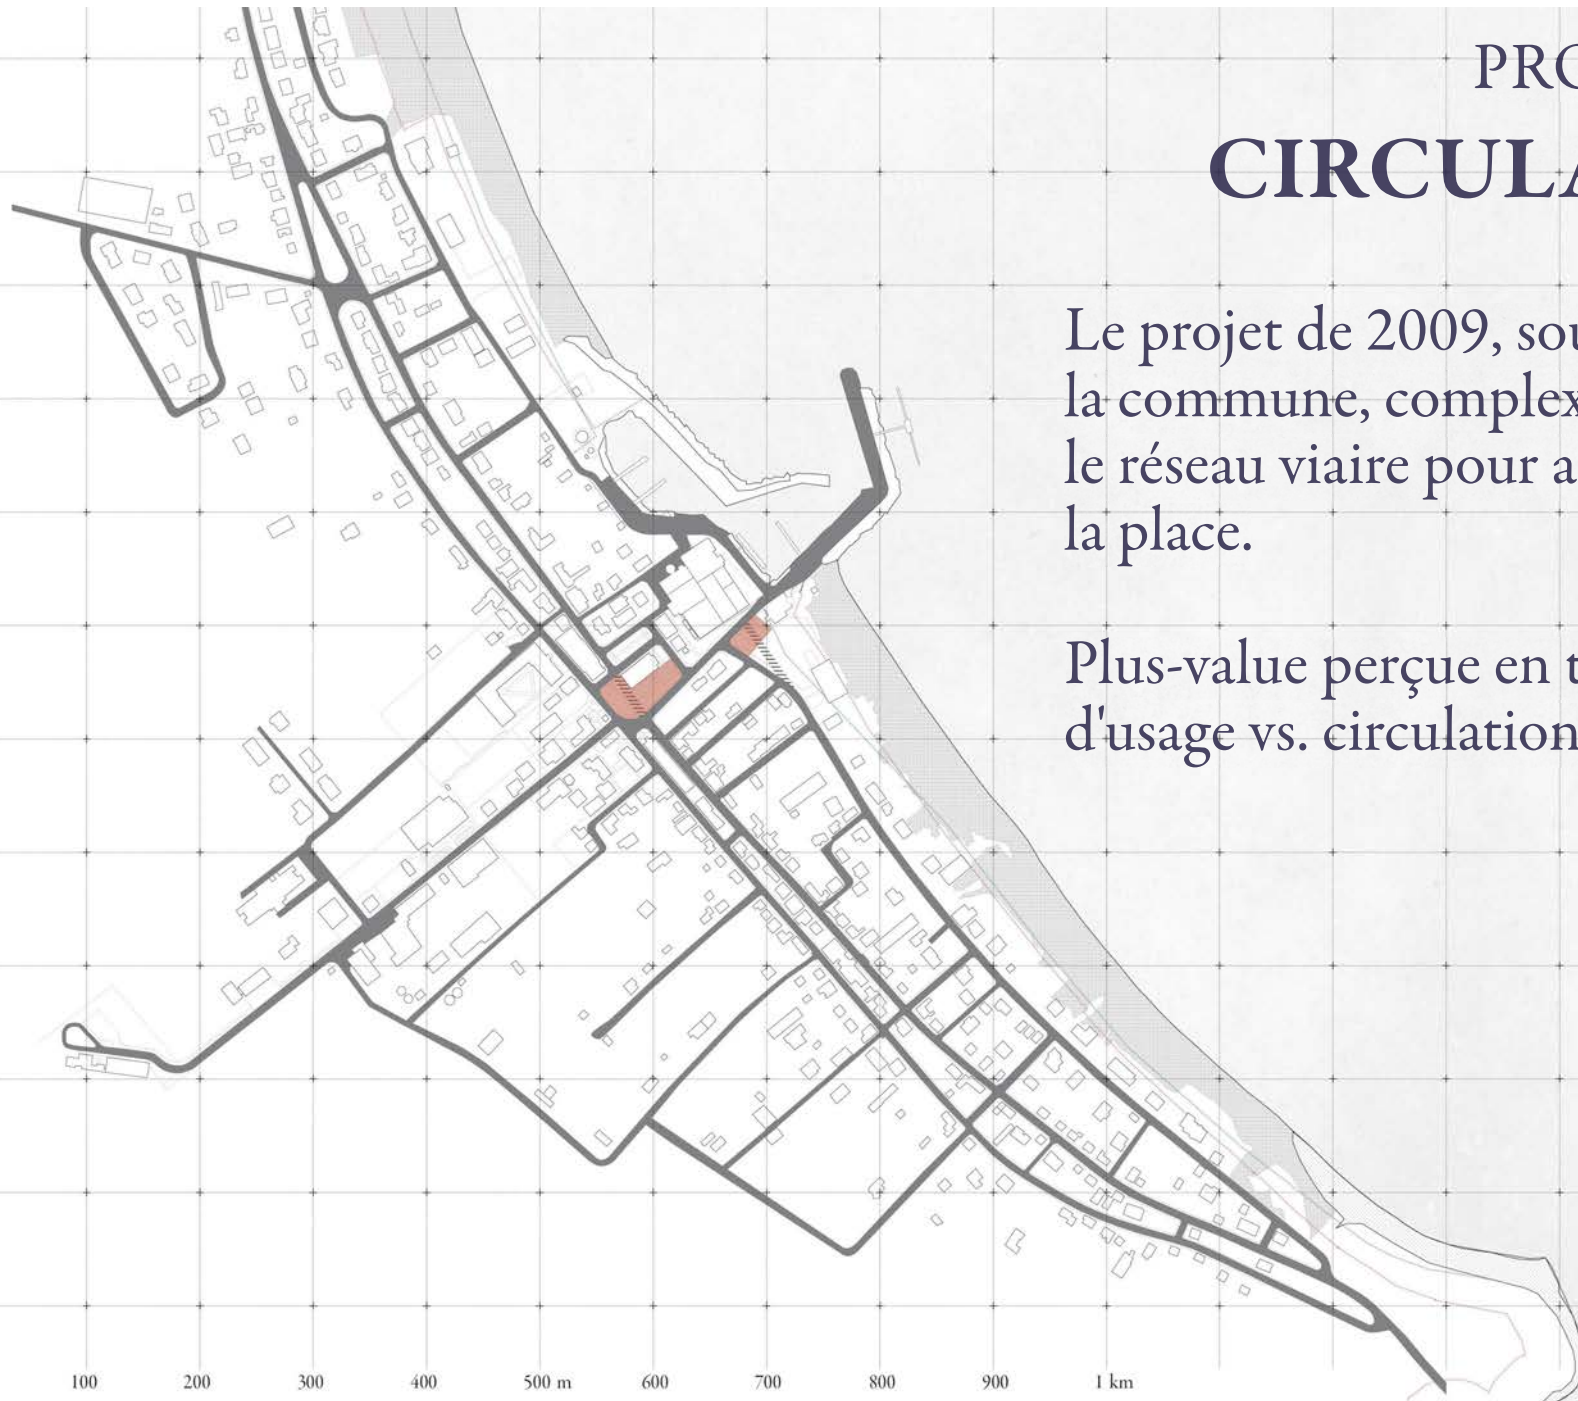 PRO
CIRCULA
Le projet de 2009, sou
la commune, complex
le réseau viaire pour a
la place.
Plus-value perçue en t
d'usage vs. circulation
100 200 300 400 500 m 600 700 800 900 1 km